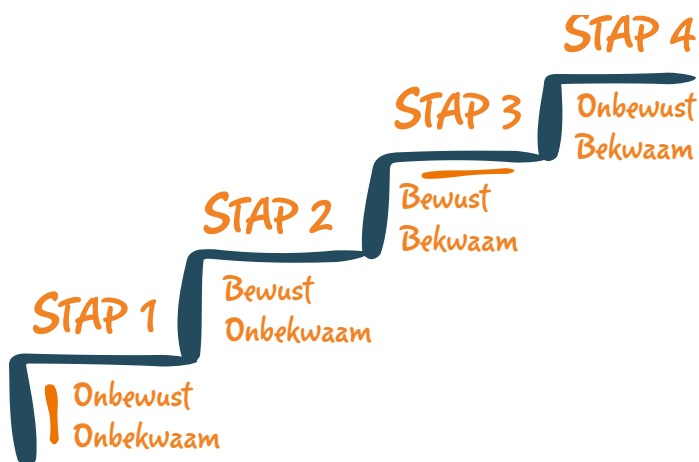 STAP 4
Onbewust
Bekwaam
STAP 3
Bewust
Bekwaam
STAP 2
Bewust
Onbekwaam
STAP 1
Onbewust
Onbekwaam